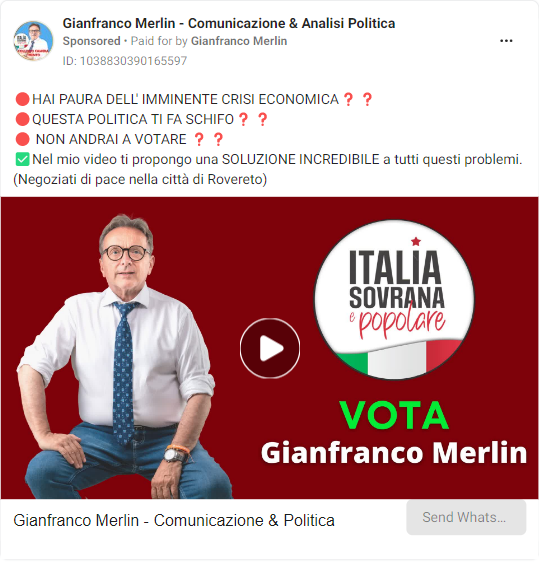 Gianfranco Merlin - Comunicazione & Analisi Politica
Sponsored • Paid for by Gianfranco Merlin
ID: 1038830390165597
🔴HAI PAURA DELL' IMMINENTE CRISI ECONOMICA❓❓
🔴QUESTA POLITICA TI FA SCHIFO❓❓
🔴 NON ANDRAI A VOTARE ❓❓
✅Nel mio video ti propongo una SOLUZIONE INCREDIBILE a tutti questi problemi.
(Negoziati di pace nella città di Rovereto)
ITALIA
SOVRANA
e popolare
VOTA
Gianfranco Merlin
Gianfranco Merlin - Comunicazione & Politica
Send Whats...